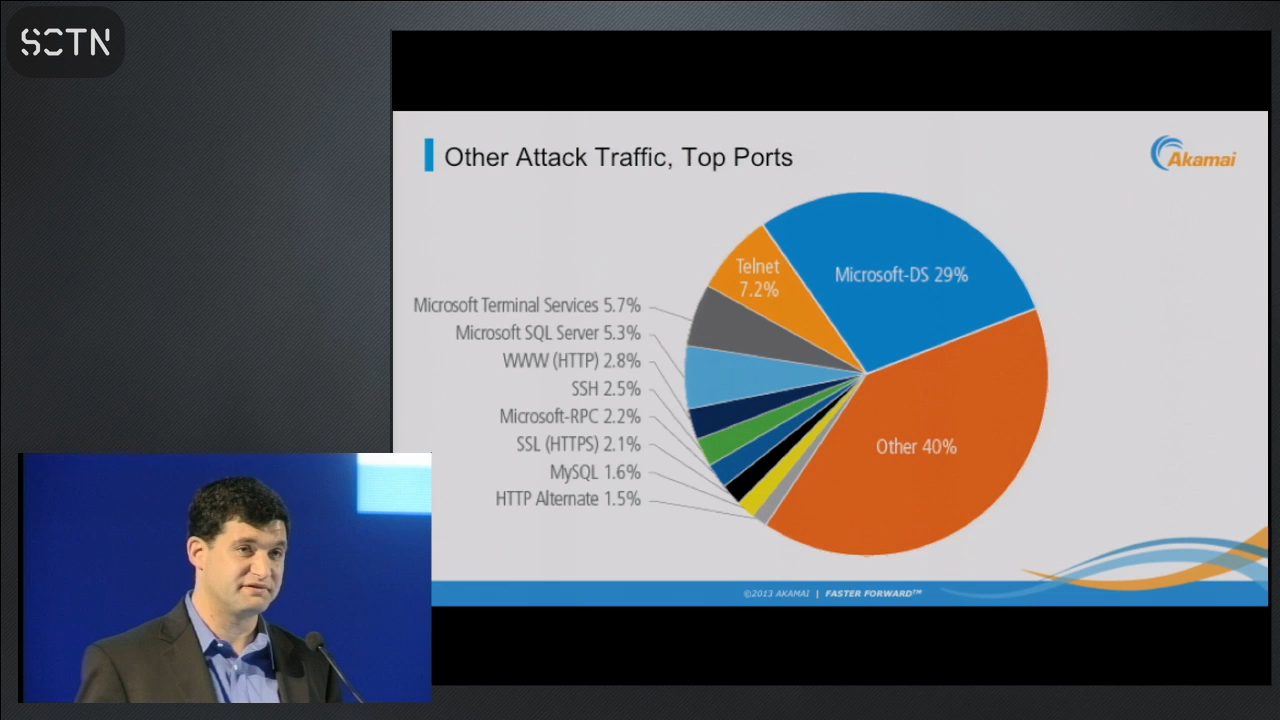 SCTN
Other Attack Traffic, Top Ports
Akamai
Telnet
7.2%
Microsoft-DS 29%
Microsoft Terminal Services 5.7%
Microsoft SQL Server 5.3%
WWW (HTTP) 2.8%
SSH 2.5%
Microsoft-RPC 2.2%
SSL (HTTPS) 2.1%
MySQL 1.6%
HTTP Alternate 1.5%
Other 40%
©2013 AKAMAI | FASTER FORWARD™